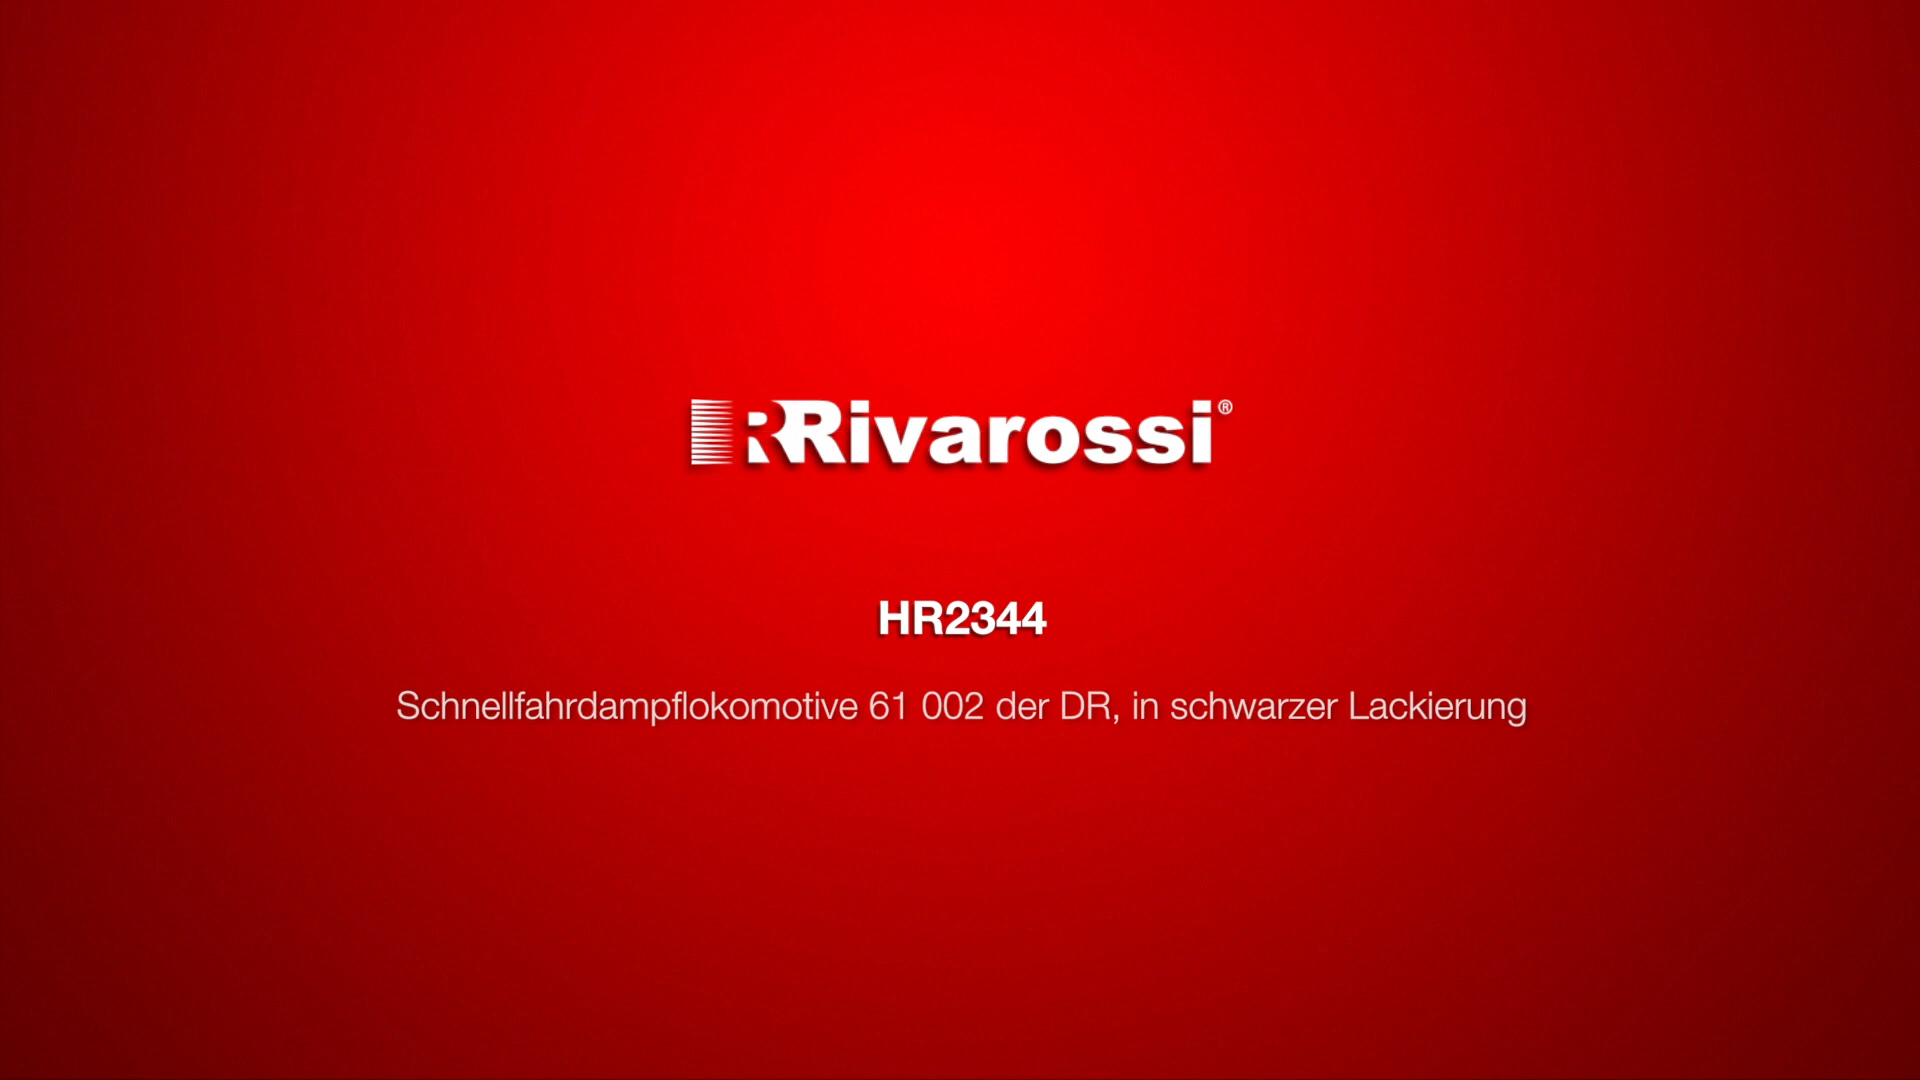 Rivarossi®
HR2344
Schnellfahrdampflokomotive 61 002 der DR, in schwarzer Lackierung